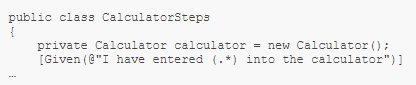 public class CalculatorSteps
{
    private Calculator calculator = new Calculator();
    [Given(@"I have entered (.*) into the calculator")]
…